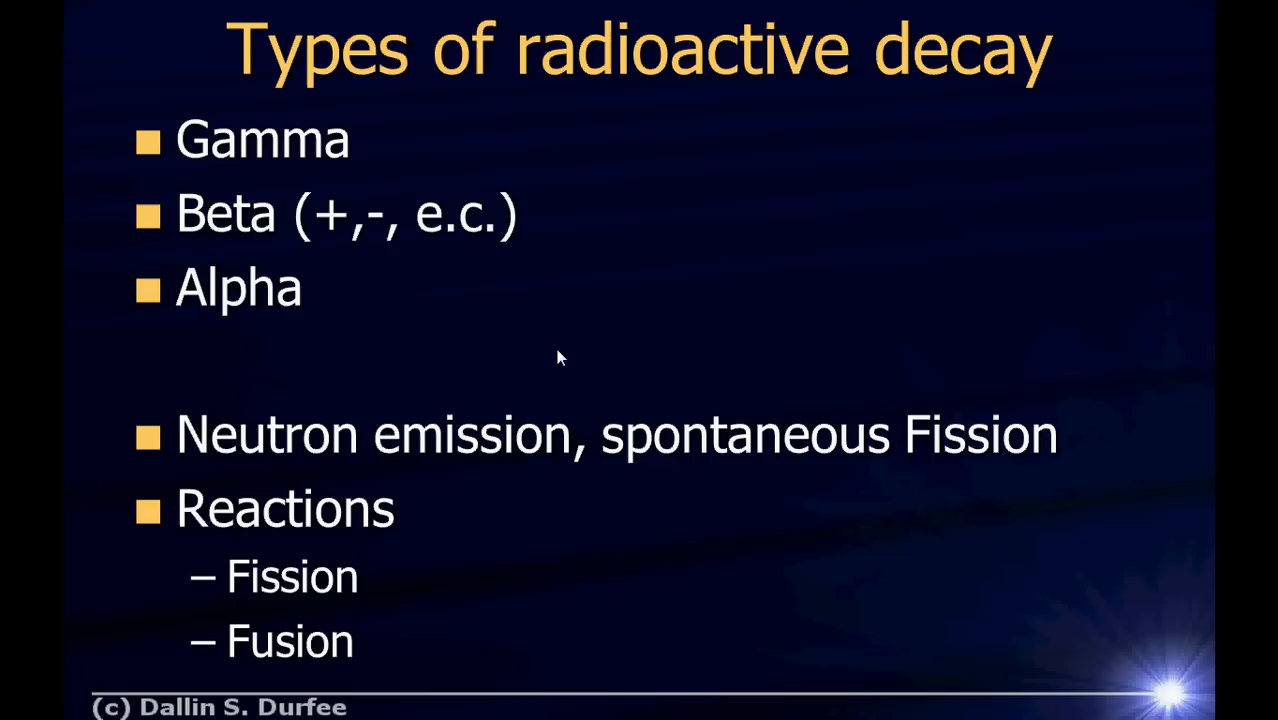 Types of radioactive decay
Gamma
Beta (+,-, e.c.)
Alpha
Neutron emission, spontaneous Fission
Reactions
– Fission
– Fusion
(c) Dallin S. Durfee